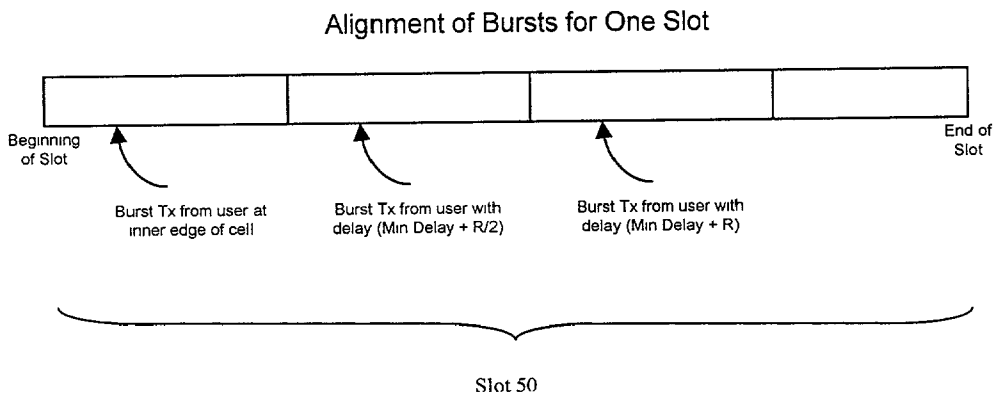 Alignment of Bursts for One Slot
Beginning
of Slot
End of
Slot
Burst Tx from user at
inner edge of cell
Burst Tx from user with
delay (Min Delay + R/2)
Burst Tx from user with
delay (Min Delay + R)
Slot 50